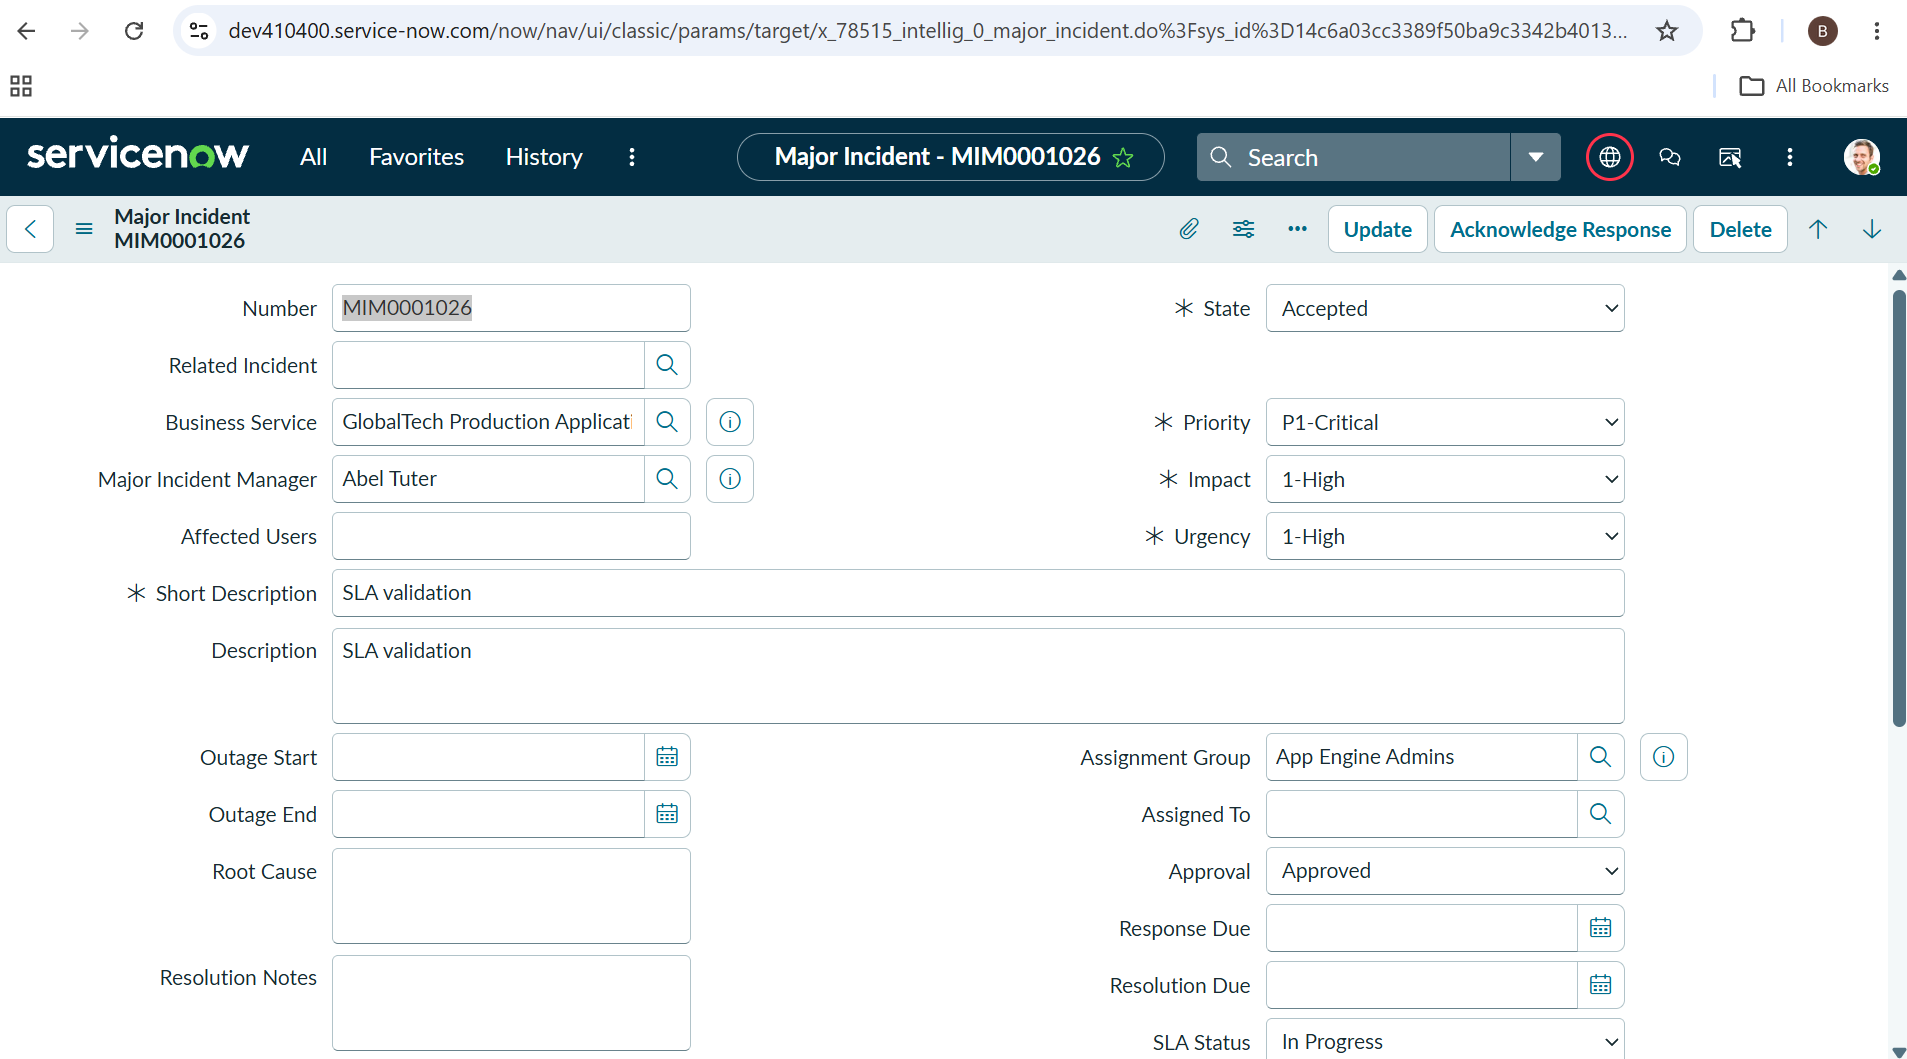 dev410400.service-now.com/now/nav/ui/classic/params/target/x_78515_intellig_0_major_incident.do%3Fsys_id%3D14c6a03cc3389f50ba9c3342b4013...
B
All Bookmarks
servicenow
All
Favorites
History
Major Incident - MIM0001026
Search
Major Incident
MIM0001026
Update
Acknowledge Response
Delete
Number
MIM0001026
State
Accepted
Related Incident
Business Service
GlobalTech Production Applicati
Priority
P1-Critical
Major Incident Manager
Abel Tuter
Impact
1-High
Affected Users
Urgency
1-High
Short Description
SLA validation
Description
SLA validation
Outage Start
Assignment Group
App Engine Admins
Outage End
Assigned To
Root Cause
Approval
Approved
Response Due
Resolution Notes
Resolution Due
SLA Status
In Progress